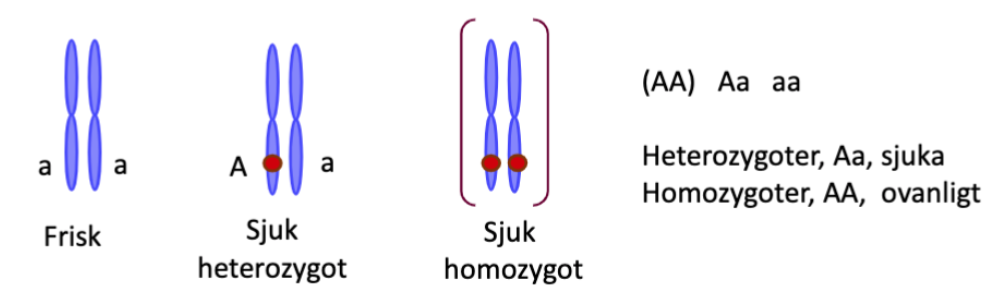 a
a
Frisk
A
a
Sjuk
heterozygot
Sjuk
homozygot
(AA) Aa aa
Heterozygoter, Aa, sjuka
Homozygoter, AA, ovanligt